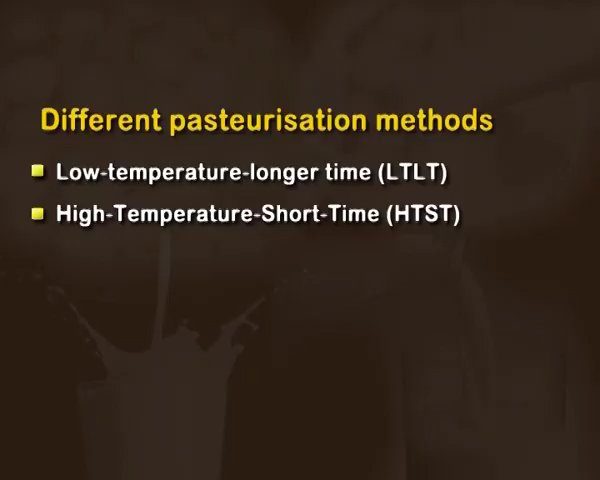 Different pasteurisation methods
Low-temperature-longer time (LTLT)
High-Temperature-Short-Time (HTST)